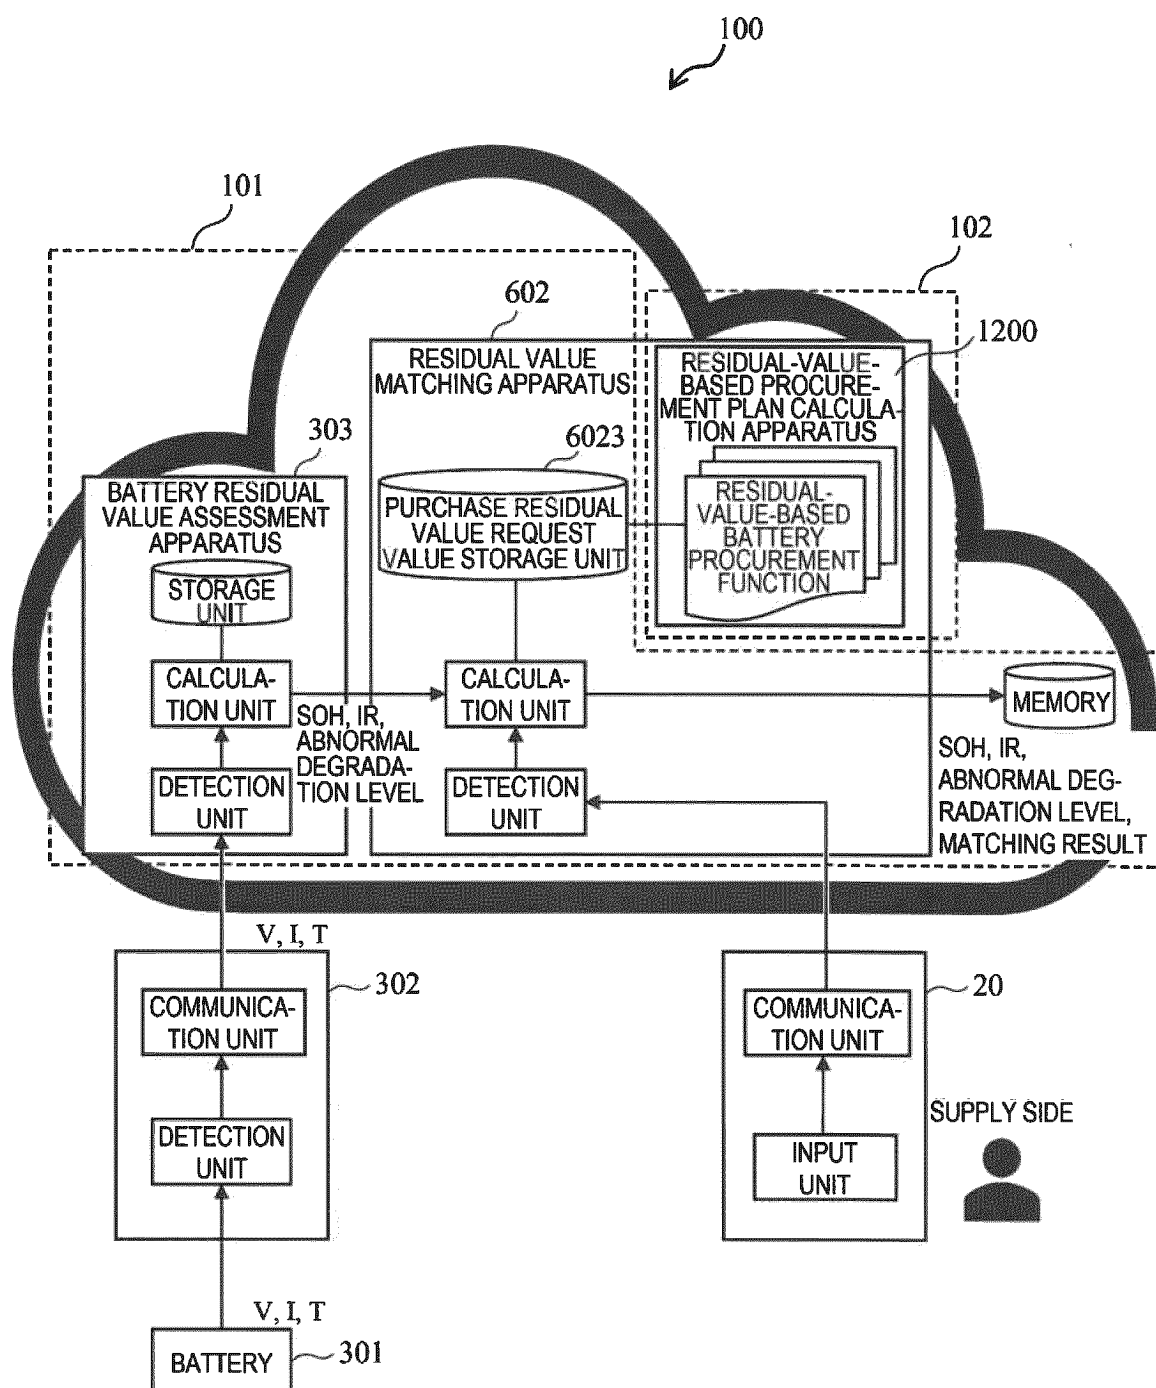 100
101
102
602
1200
RESIDUAL VALUE
MATCHING APPARATUS
RESIDUAL-VALUE-
BASED PROCURE-
MENT PLAN CALCULA-
TION APPARATUS
303
6023
BATTERY RESIDUAL
VALUE ASSESSMENT
APPARATUS
PURCHASE RESIDUAL
VALUE REQUEST
VALUE STORAGE UNIT
RESIDUAL-
VALUE-BASED
BATTERY
PROCUREMENT
FUNCTION
STORAGE
UNIT
CALCULA-
TION UNIT
CALCULA-
TION UNIT
MEMORY
SOH, IR,
ABNORMAL
DEGRADA-
TION LEVEL
SOH, IR,
ABNORMAL DEG-
RADATION LEVEL,
MATCHING RESULT
DETECTION
UNIT
DETECTION
UNIT
V, I, T
302
20
COMMUNICA-
TION UNIT
COMMUNICA-
TION UNIT
DETECTION
UNIT
INPUT
UNIT
SUPPLY SIDE
V, I, T
BATTERY
301